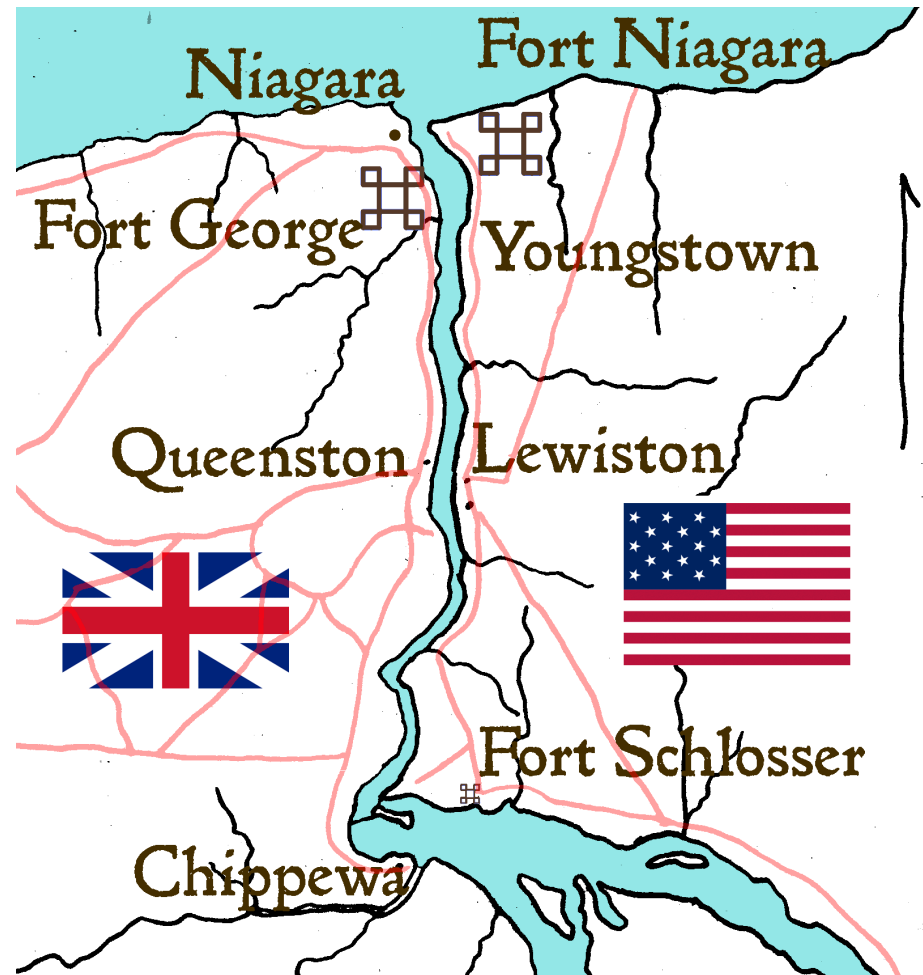 Fort Niagara
Niagara
Fort George
Youngstown
Queenston
Lewiston
Fort Schlosser
Chippewa